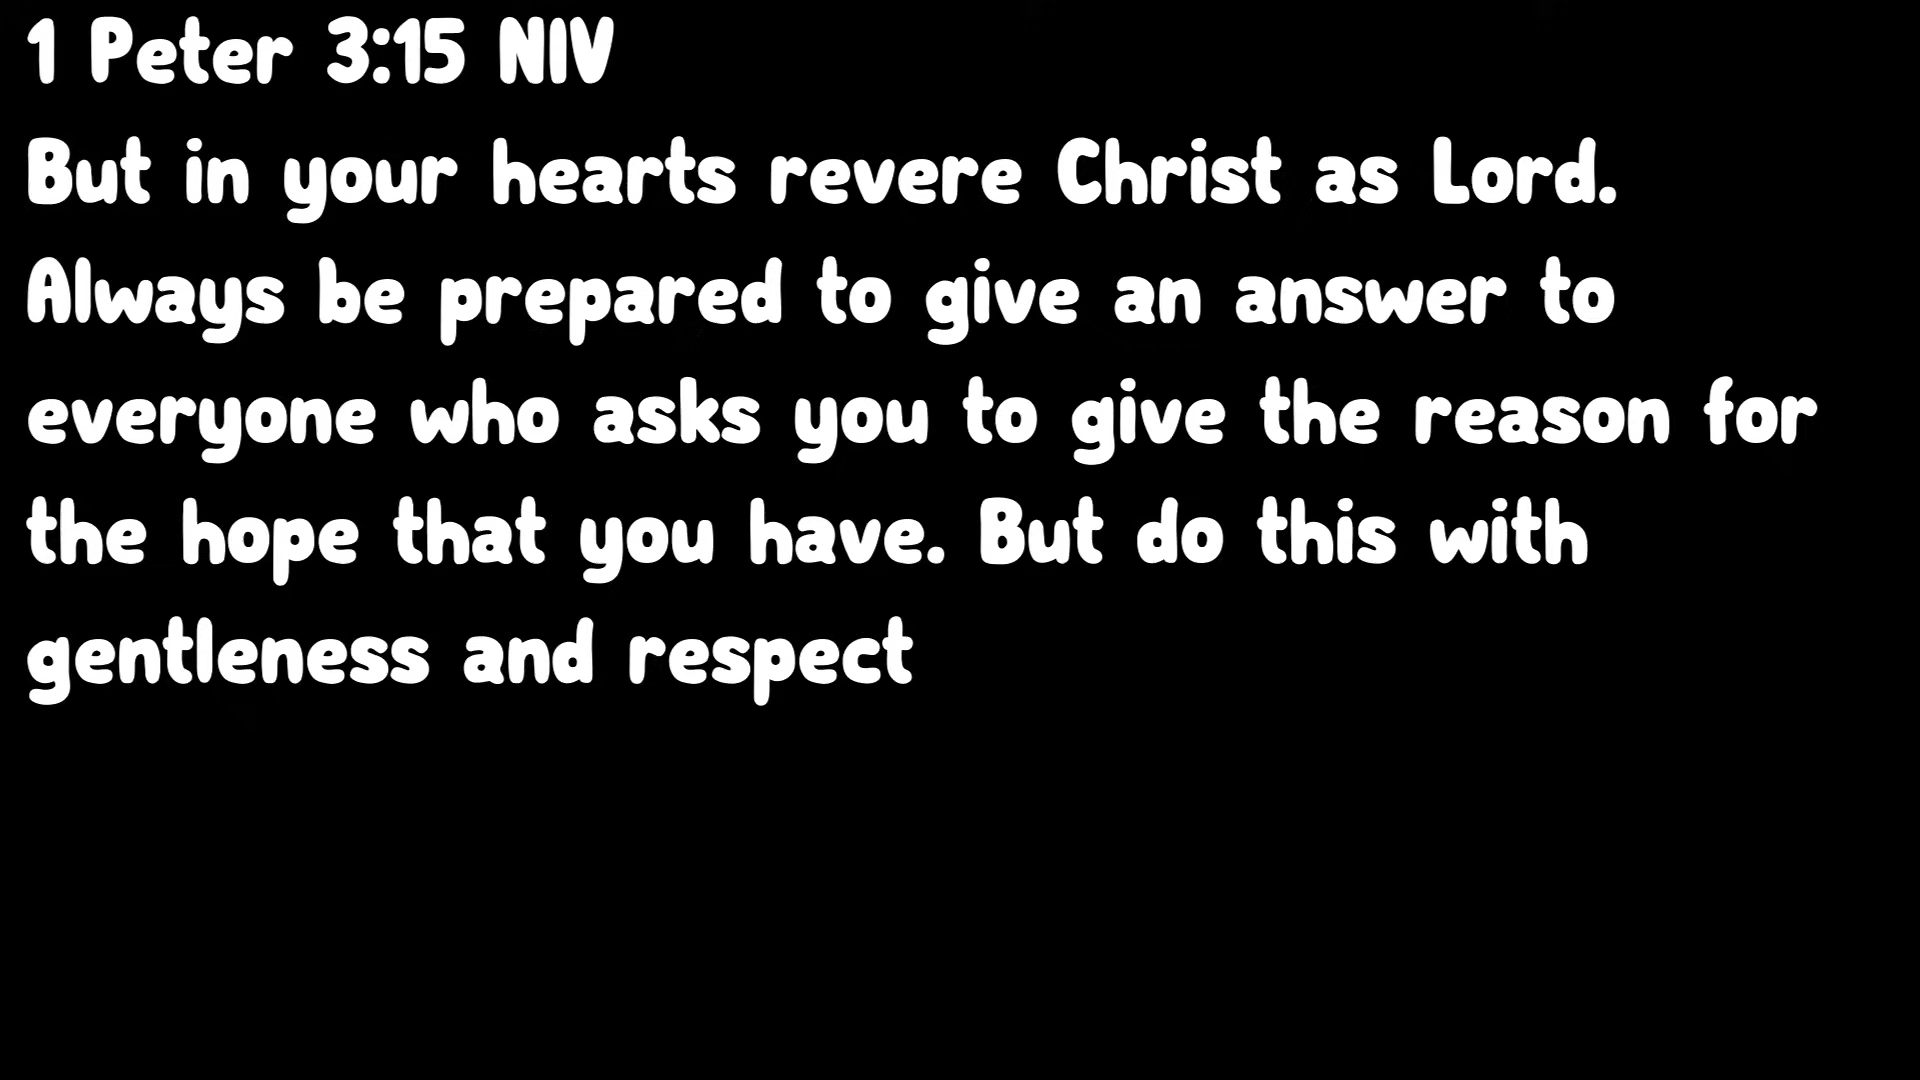 1 Peter 3:15 NIV
But in your hearts revere Christ as Lord.
Always be prepared to give an answer to
everyone who asks you to give the reason for
the hope that you have. But do this with
gentleness and respect